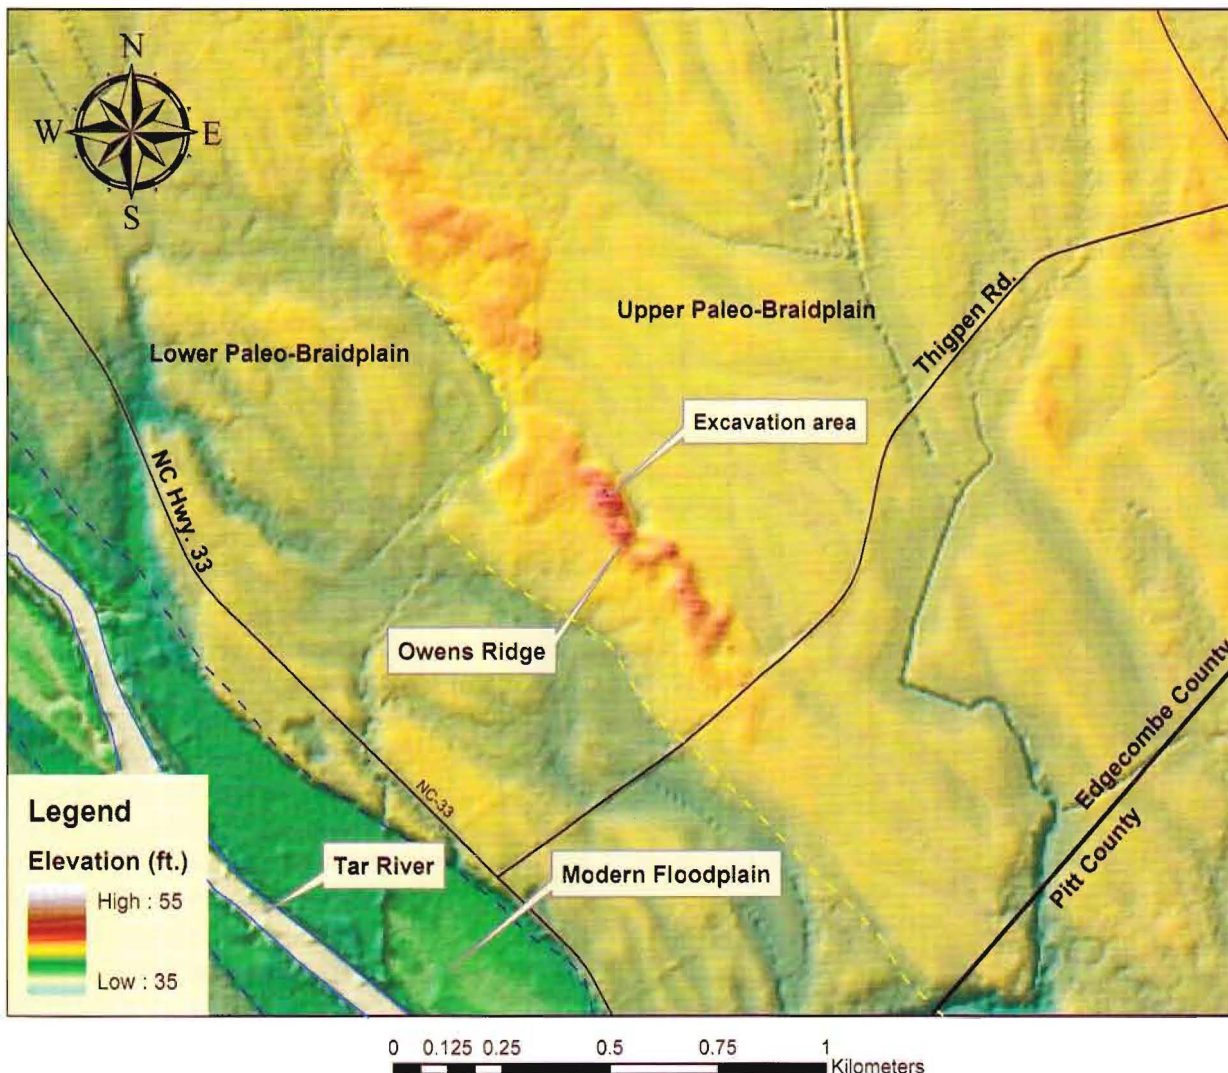 N
W
E
S
Upper Paleo-Braidplain
Thigpen Rd.
Lower Paleo-Braidplain
Excavation area
NC Hwy. 33
Owens Ridge
Edgecombe County
Pitt County
NC-33
Legend
Elevation (ft.)
High : 55
Low : 35
Tar River
Modern Floodplain
0 0.125 0.25 0.5 0.75 1
Kilometers